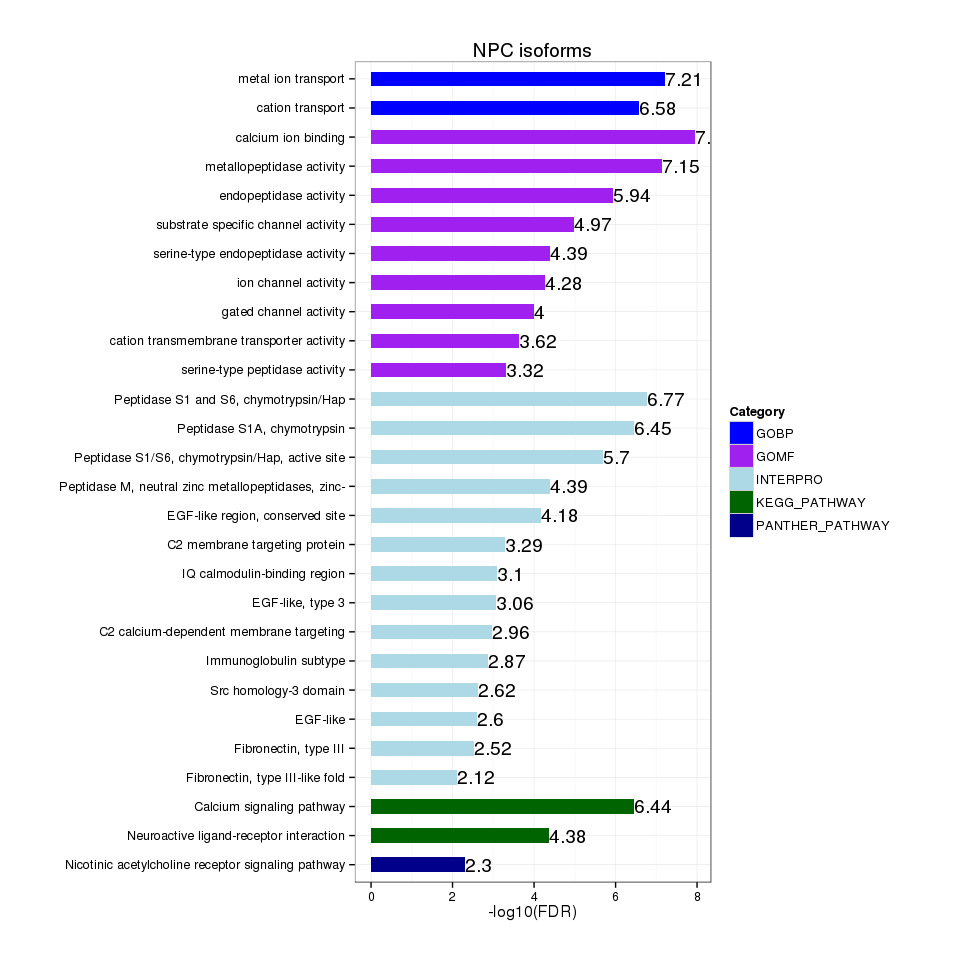 NPC isoforms
metal ion transport 7.21
cation transport 6.58
calcium ion binding 7.
metallopeptidase activity 7.15
endopeptidase activity 5.94
substrate specific channel activity 4.97
serine-type endopeptidase activity 4.39
ion channel activity 4.28
gated channel activity 4
cation transmembrane transporter activity 3.62
serine-type peptidase activity 3.32
Peptidase S1 and S6, chymotrypsin/Hap 6.77
Peptidase S1A, chymotrypsin 6.45
Peptidase S1/S6, chymotrypsin/Hap, active site 5.7
Peptidase M, neutral zinc metallopeptidases, zinc- 4.39
EGF-like region, conserved site 4.18
C2 membrane targeting protein 3.29
IQ calmodulin-binding region 3.1
EGF-like, type 3 3.06
C2 calcium-dependent membrane targeting 2.96
Immunoglobulin subtype 2.87
Src homology-3 domain 2.62
EGF-like 2.6
Fibronectin, type III 2.52
Fibronectin, type III-like fold 2.12
Calcium signaling pathway 6.44
Neuroactive ligand-receptor interaction 4.38
Nicotinic acetylcholine receptor signaling pathway 2.3
0 2 4 6 8
-log10(FDR)
Category
GOBP
GOMF
INTERPRO
KEGG_PATHWAY
PANTHER_PATHWAY